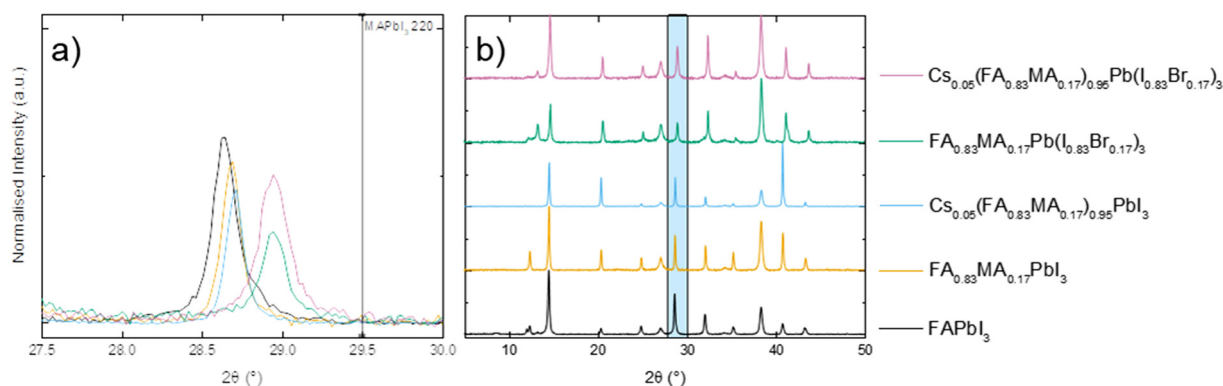 a)
MAPbI₃ 220
Normalised Intensity (a.u.)
27.5 28.0 28.5 29.0 29.5 30.0
2θ (°)
b)
10 20 30 40 50
2θ (°)
Cs₀.₀₅(FA₀.₈₃MA₀.₁₇)₀.₉₅Pb(I₀.₈₃Br₀.₁₇)₃
FA₀.₈₃MA₀.₁₇Pb(I₀.₈₃Br₀.₁₇)₃
Cs₀.₀₅(FA₀.₈₃MA₀.₁₇)₀.₉₅PbI₃
FA₀.₈₃MA₀.₁₇PbI₃
FAPbI₃